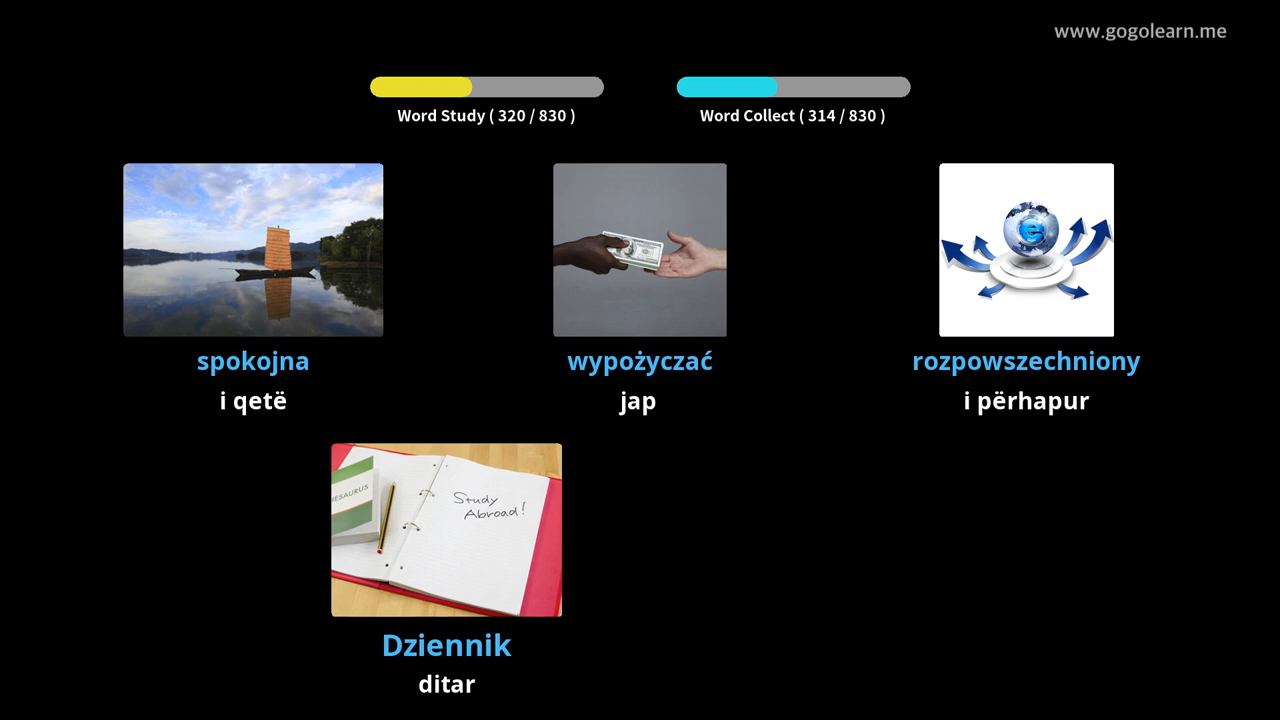 www.gogolearn.me
Word Study ( 320 / 830 )
Word Collect ( 314 / 830 )
spokojna
wypożyczać
rozpowszechniony
i qetë
jap
i përhapur
e
ESAURUS
Study
Abroad!
Dziennik
ditar